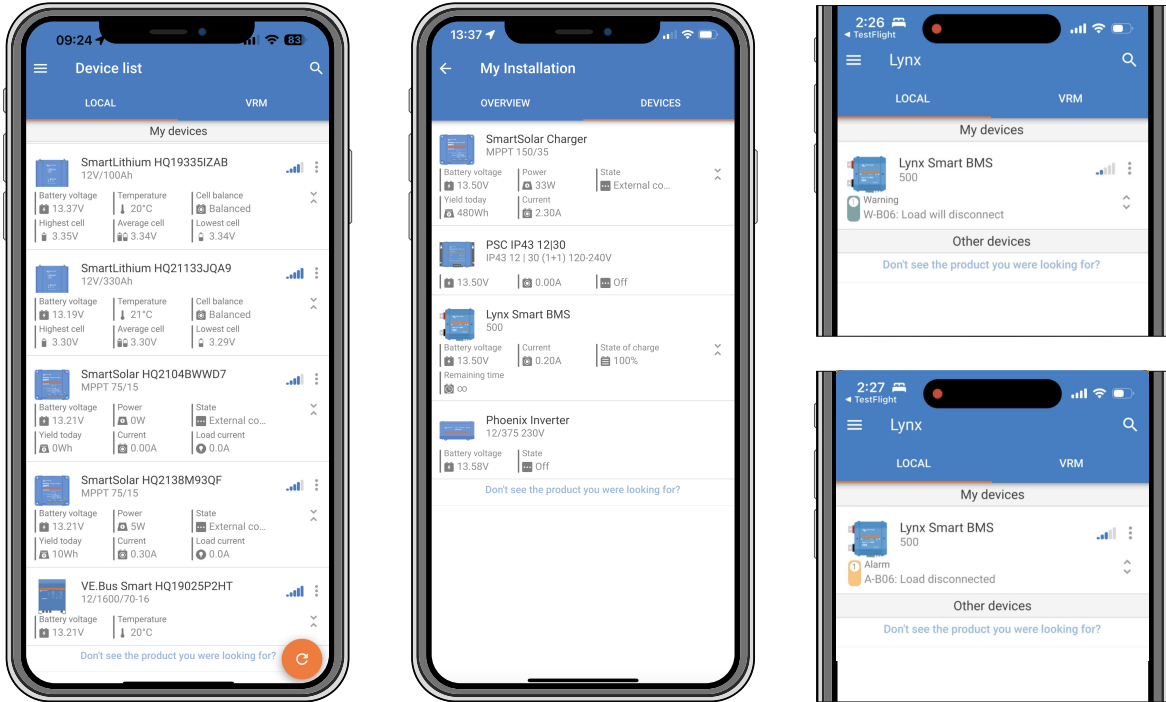 09:24
83
Device list
LOCAL VRM
My devices
SmartLithium HQ19335IZAB
12V/100Ah
Battery voltage Temperature Cell balance
13.37V 20°C Balanced
Highest cell Average cell Lowest cell
3.35V 3.34V 3.34V
SmartLithium HQ21133JQA9
12V/330Ah
Battery voltage Temperature Cell balance
13.19V 21°C Balanced
Highest cell Average cell Lowest cell
3.30V 3.30V 3.29V
SmartSolar HQ2104BWWD7
MPPT 75/15
Battery voltage Power State
13.21V 0W External co...
Yield today Current Load current
0Wh 0.00A 0.0A
SmartSolar HQ2138M93QF
MPPT 75/15
Battery voltage Power State
13.21V 5W External co...
Yield today Current Load current
10Wh 0.30A 0.0A
VE.Bus Smart HQ19025P2HT
12/1600/70-16
Battery voltage Temperature
13.21V 20°C
Don't see the product you were looking for?
13:37
My Installation
OVERVIEW DEVICES
SmartSolar Charger
MPPT 150/35
Battery voltage Power State
13.50V 33W External co...
Yield today Current
480Wh 2.30A
PSC IP43 12|30
IP43 12 | 30 (1+1) 120-240V
13.50V 0.00A Off
Lynx Smart BMS
500
Battery voltage Current State of charge
13.50V 0.20A 100%
Remaining time
∞
Phoenix Inverter
12/375 230V
Battery voltage State
13.58V Off
Don't see the product you were looking for?
2:26
◀ TestFlight
Lynx
LOCAL VRM
My devices
Lynx Smart BMS
500
1 Warning
W-B06: Load will disconnect
Other devices
Don't see the product you were looking for?
2:27
◀ TestFlight
Lynx
LOCAL VRM
My devices
Lynx Smart BMS
500
1 Alarm
A-B06: Load disconnected
Other devices
Don't see the product you were looking for?